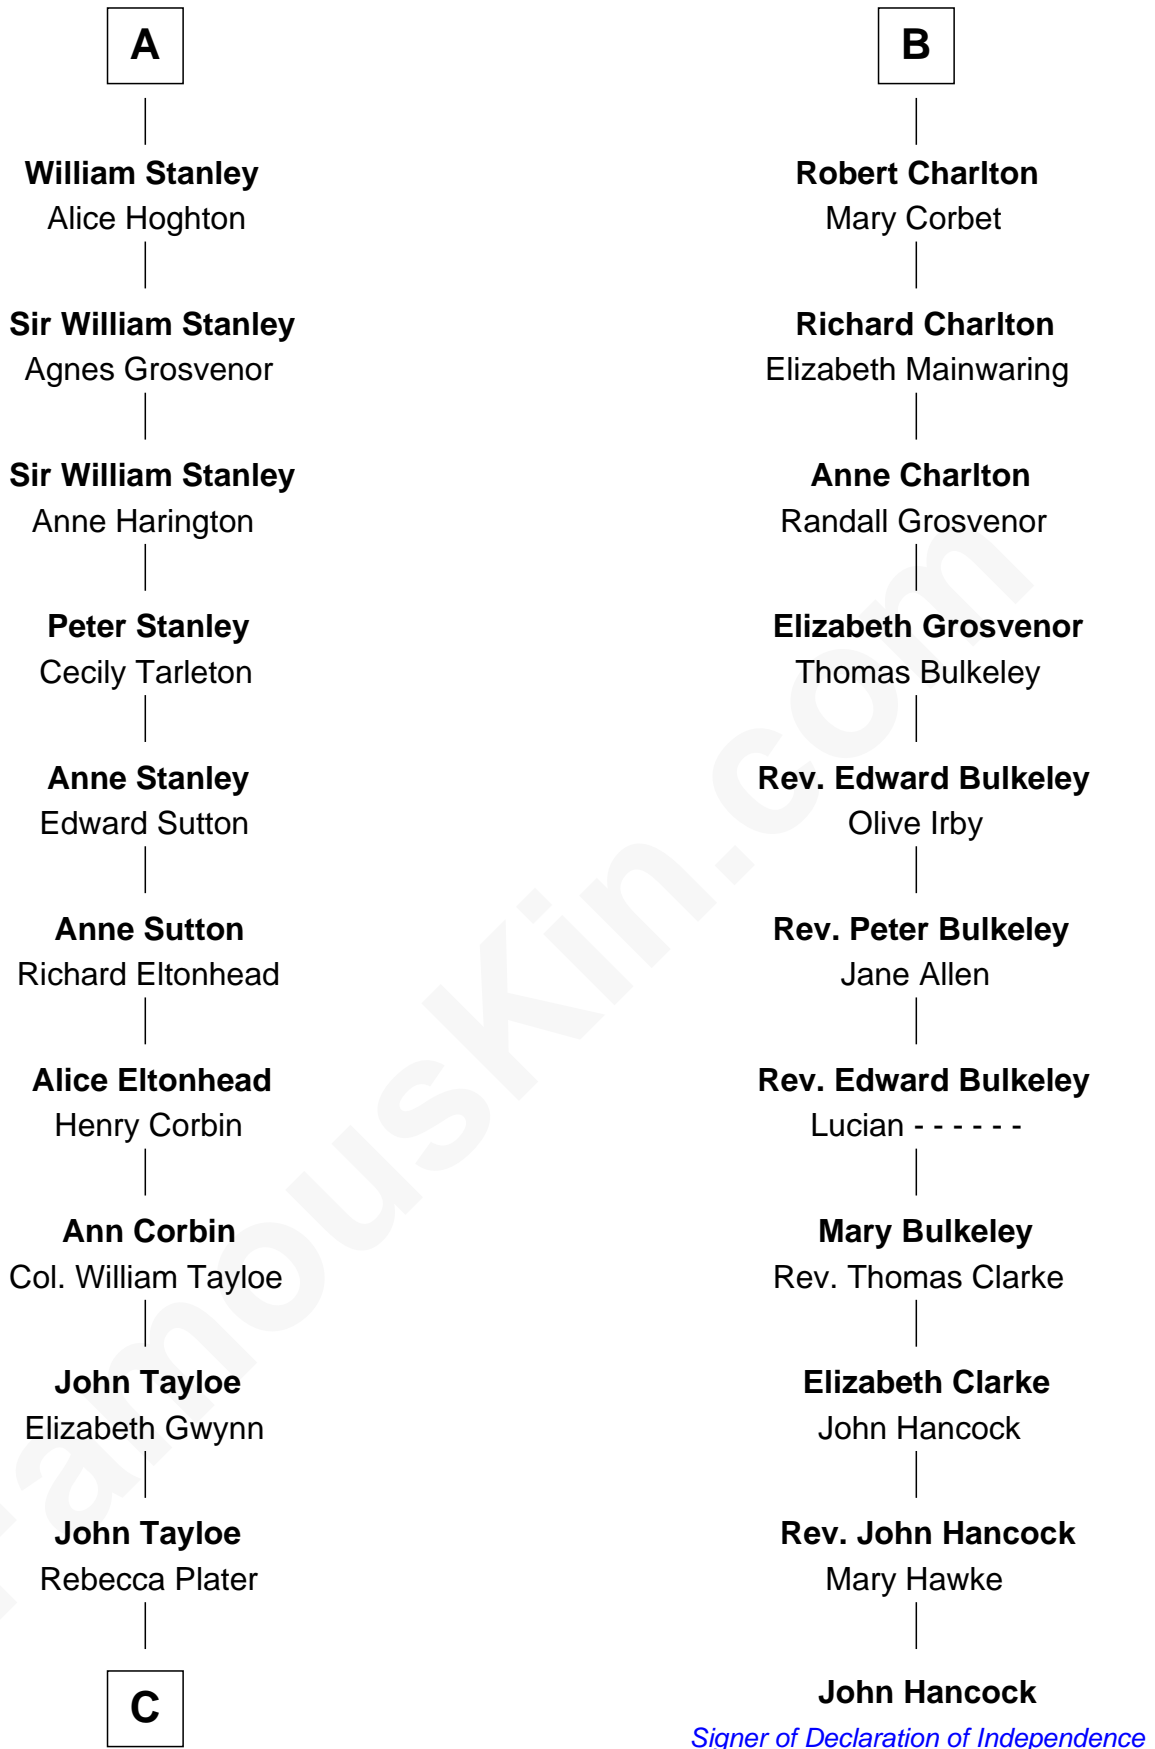 A
William Stanley
Alice Hoghton
Sir William Stanley
Agnes Grosvenor
Sir William Stanley
Anne Harington
Peter Stanley
Cecily Tarleton
Anne Stanley
Edward Sutton
Anne Sutton
Richard Eltonhead
Alice Eltonhead
Henry Corbin
Ann Corbin
Col. William Tayloe
John Tayloe
Elizabeth Gwynn
John Tayloe
Rebecca Plater
C
B
Robert Charlton
Mary Corbet
Richard Charlton
Elizabeth Mainwaring
Anne Charlton
Randall Grosvenor
Elizabeth Grosvenor
Thomas Bulkeley
Rev. Edward Bulkeley
Olive Irby
Rev. Peter Bulkeley
Jane Allen
Rev. Edward Bulkeley
Lucian - - - - - -
Mary Bulkeley
Rev. Thomas Clarke
Elizabeth Clarke
John Hancock
Rev. John Hancock
Mary Hawke
John Hancock
Signer of Declaration of Independence
FamousKin.com